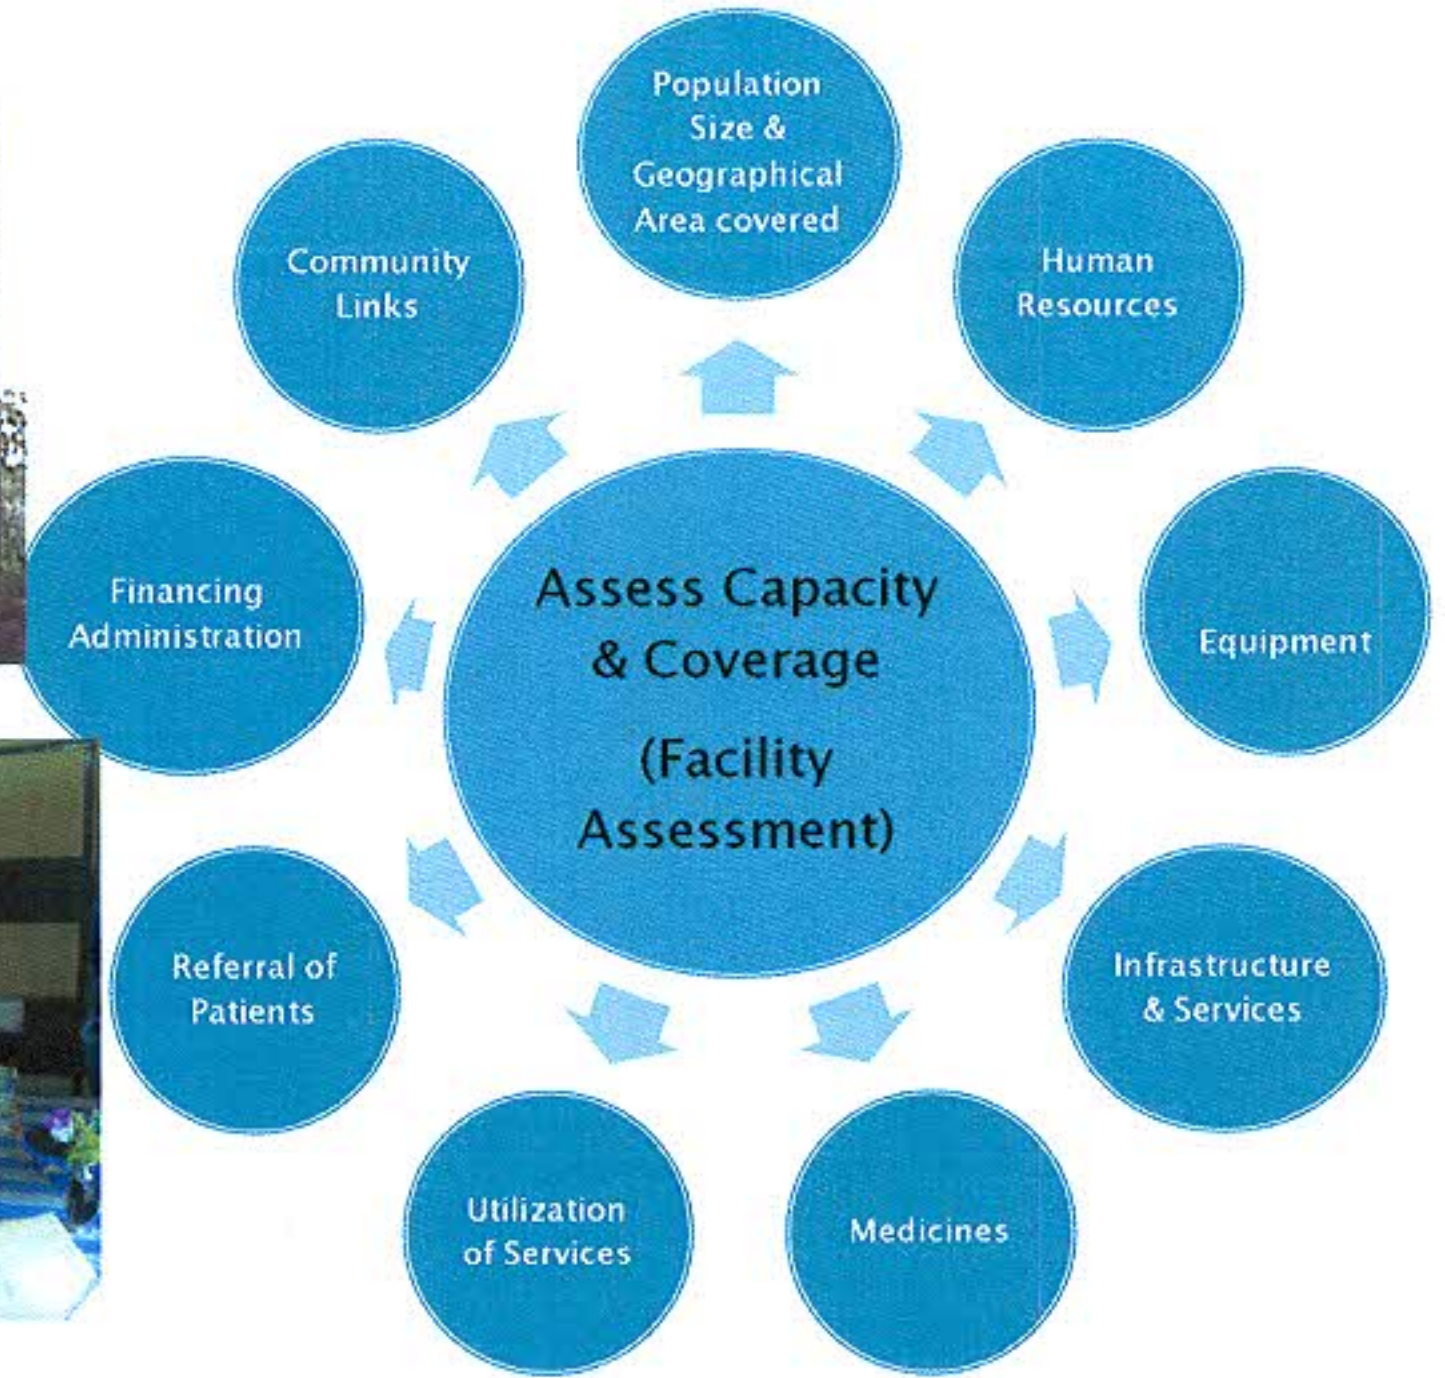 Population
Size &
Geographical
Area covered
Human
Resources
Equipment
Infrastructure
& Services
Medicines
Utilization
of Services
Referral of
Patients
Financing
Administration
Community
Links
Assess Capacity
& Coverage
(Facility
Assessment)